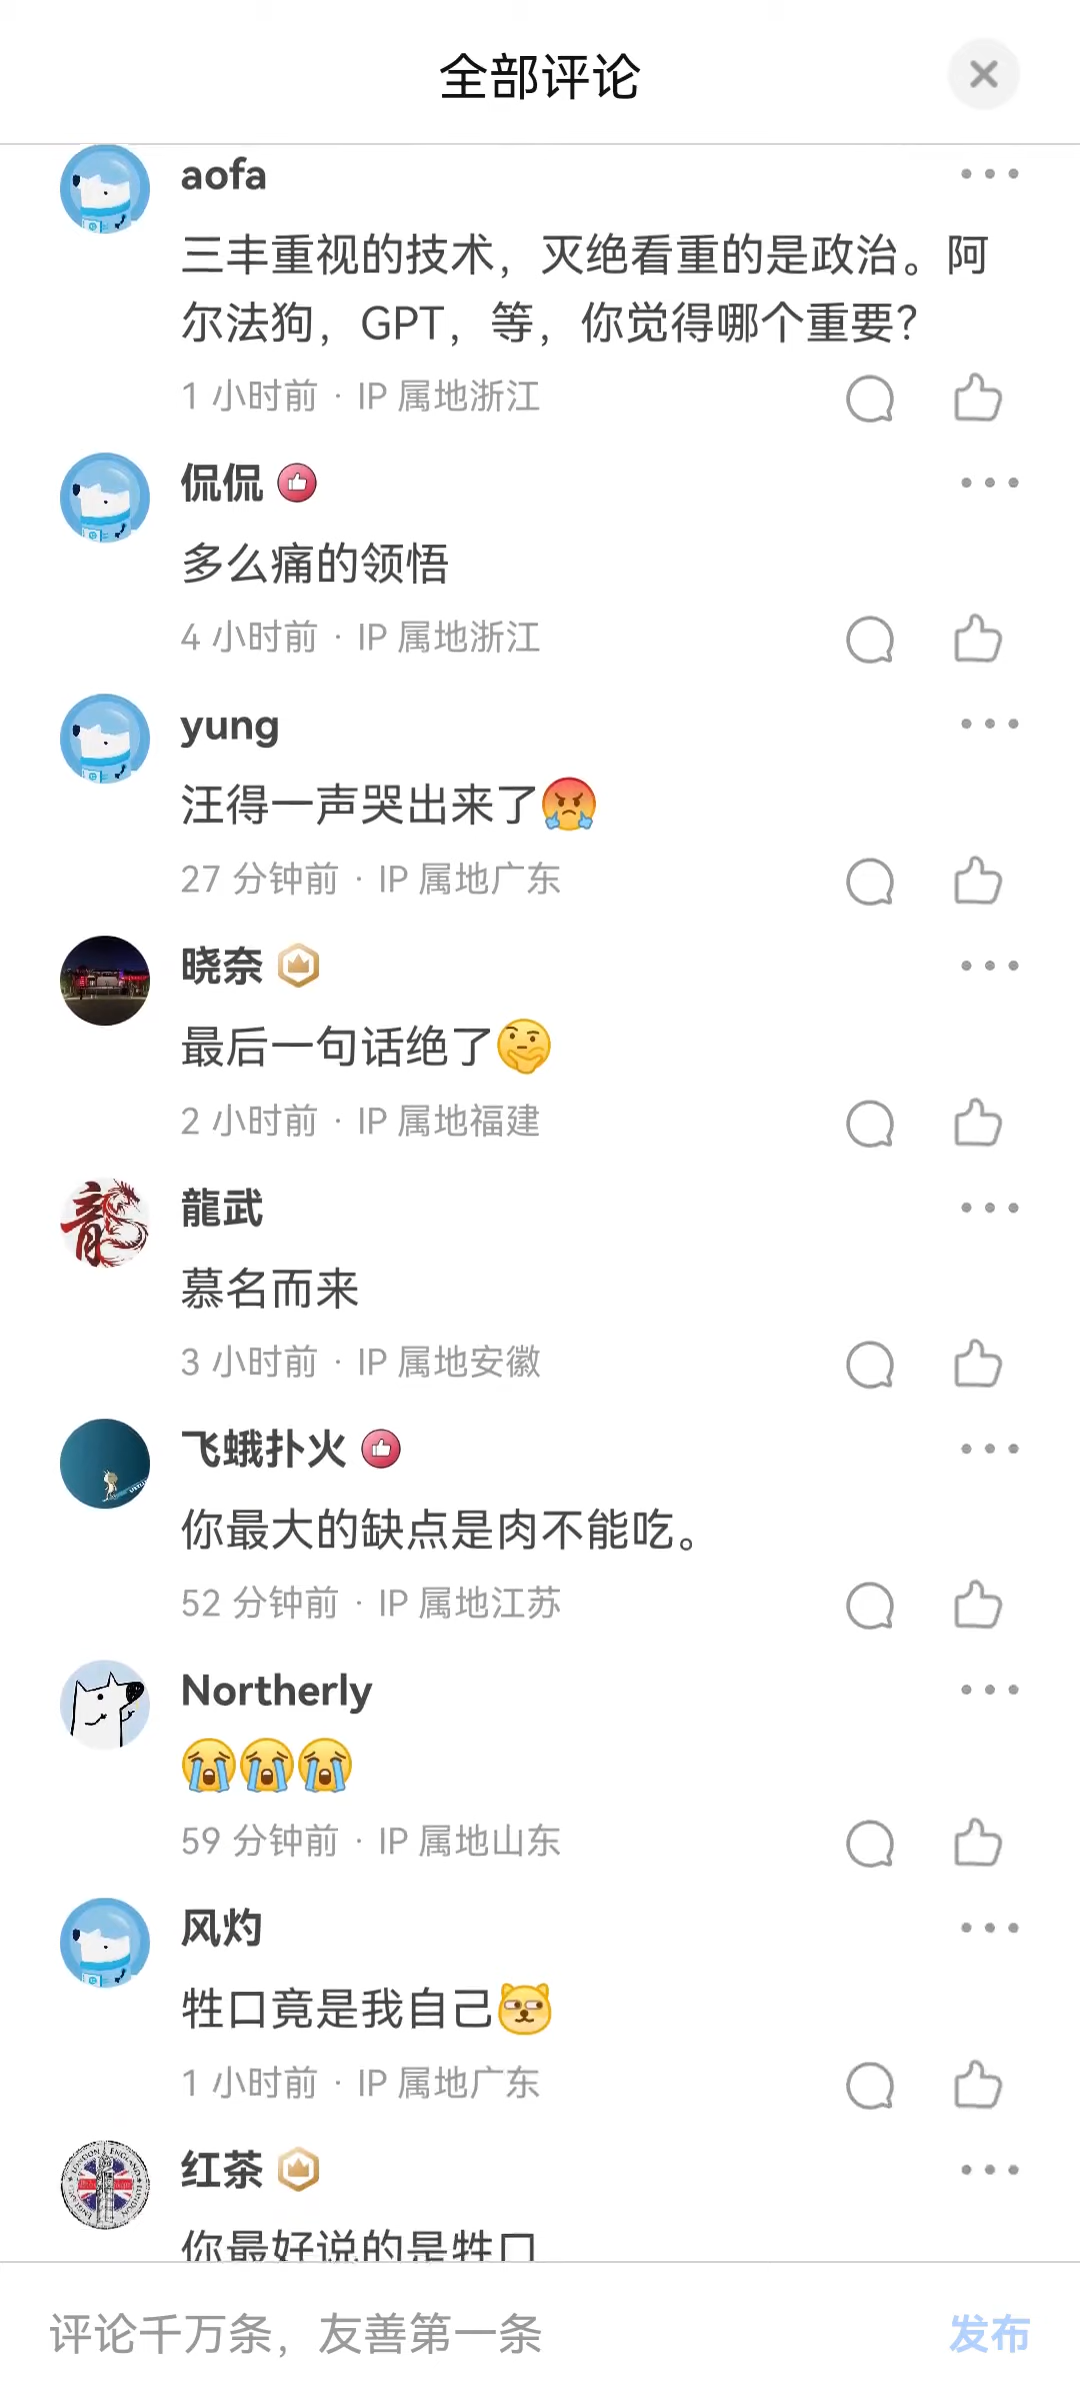 全部评论
aofa
三丰重视的技术，灭绝看重的是政治。阿
尔法狗，GPT，等，你觉得哪个重要？
1 小时前 · IP 属地浙江
侃侃
多么痛的领悟
4 小时前 · IP 属地浙江
yung
汪得一声哭出来了
27 分钟前 · IP 属地广东
晓奈
最后一句话绝了
2 小时前 · IP 属地福建
龍
龍武
慕名而来
3 小时前 · IP 属地安徽
飞蛾扑火
你最大的缺点是肉不能吃。
52 分钟前 · IP 属地江苏
Northerly
59 分钟前 · IP 属地山东
风灼
牲口竟是我自己
1 小时前 · IP 属地广东
LONDON ENGLAND
红茶
你最好说的是牲口
评论千万条，友善第一条
发布